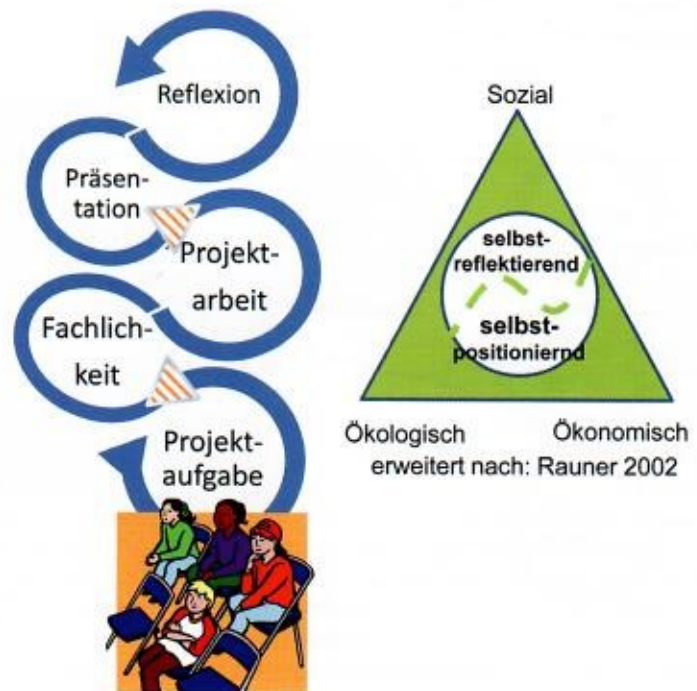 Reflexion
Präsen-
tation
Projekt-
arbeit
Fachlich-
keit
Projekt-
aufgabe
Sozial
selbst-
reflektierend
selbst-
positioniernd
Ökologisch
Ökonomisch
erweitert nach: Rauner 2002